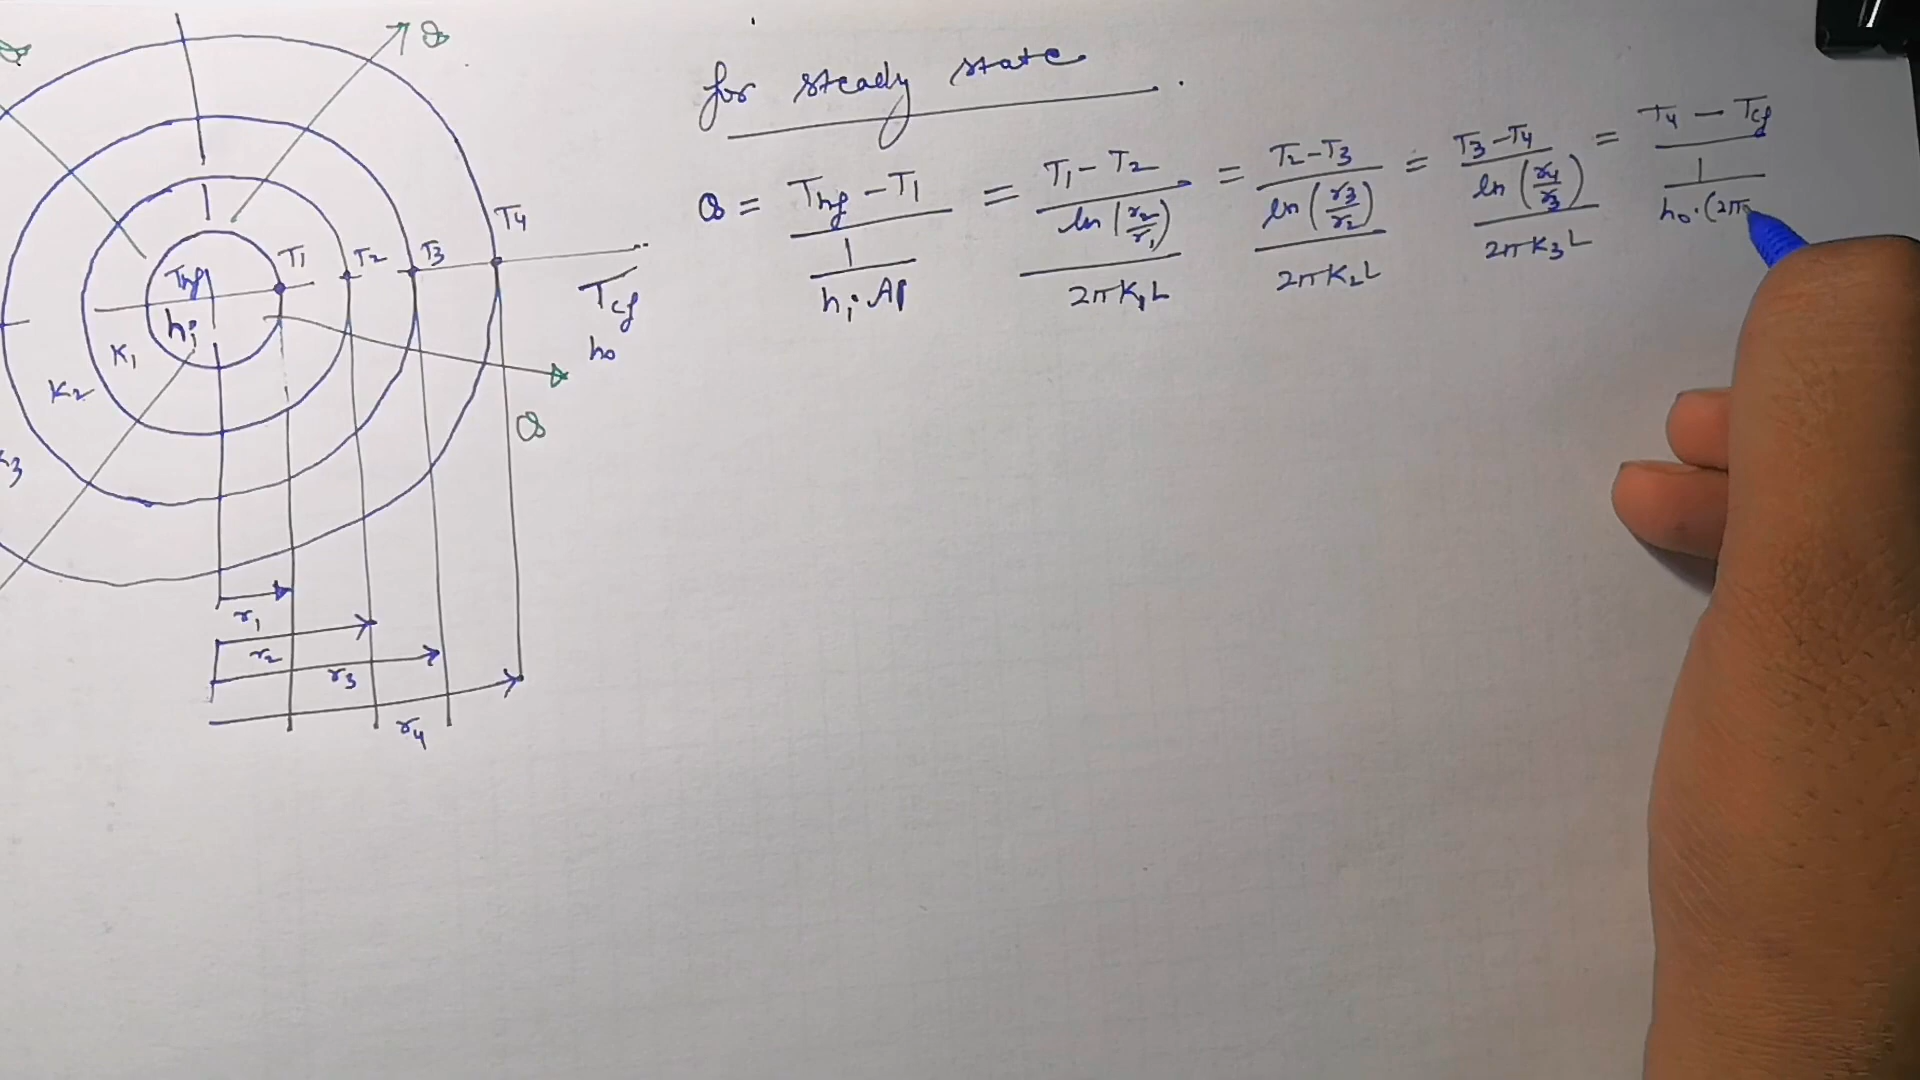 for steady state
Q = (Thf - T1) / (1 / (hi · A1)) = (T1 - T2) / (ln(r2/r1) / (2πK1L)) = (T2 - T3) / (ln(r3/r2) / (2πK2L)) = (T3 - T4) / (ln(r4/r3) / (2πK3L)) = (T4 - Tcf) / (1 / (ho · (2π
Q
T4
T1 T2 T3
Thf
hi
Tcf
ho
K1
K2
3
Q
r1
r2
r3
r4